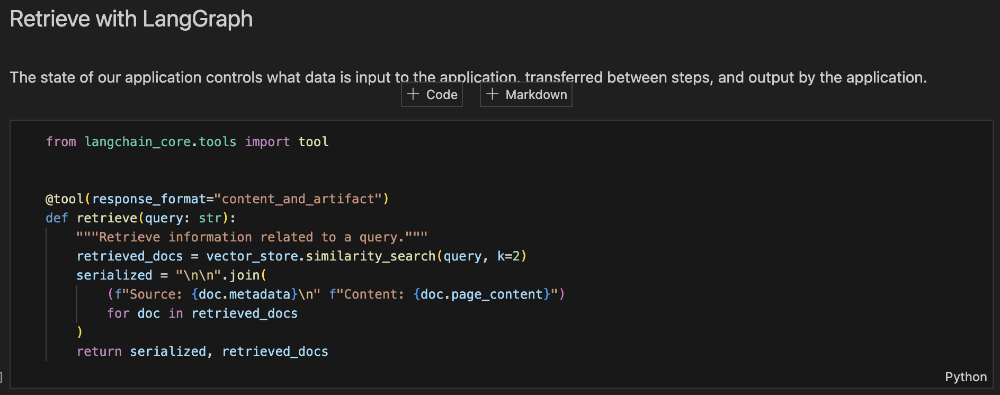 Retrieve with LangGraph
The state of our application controls what data is input to the application, transferred between steps, and output by the application.
+ Code + Markdown
from langchain_core.tools import tool
@tool(response_format="content_and_artifact")
def retrieve(query: str):
    """Retrieve information related to a query."""
    retrieved_docs = vector_store.similarity_search(query, k=2)
    serialized = "\n\n".join(
        (f"Source: {doc.metadata}\n" f"Content: {doc.page_content}")
        for doc in retrieved_docs
    )
    return serialized, retrieved_docs
]
Python